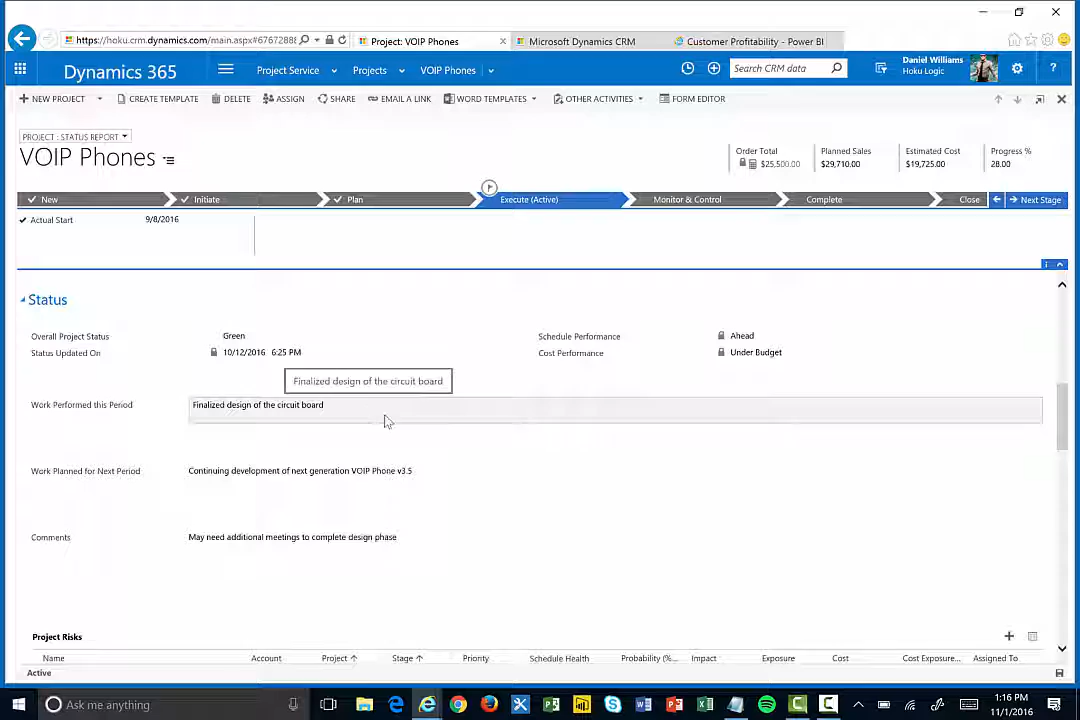 https://hoku.crm.dynamics.com/main.aspx#67672888
Project: VOIP Phones
Microsoft Dynamics CRM
Customer Profitability - Power BI
Dynamics 365
Project Service
Projects
VOIP Phones
Search CRM data
Daniel Williams
Hoku Logic
?
NEW PROJECT
CREATE TEMPLATE
DELETE
ASSIGN
SHARE
EMAIL A LINK
WORD TEMPLATES
OTHER ACTIVITIES
FORM EDITOR
PROJECT : STATUS REPORT
VOIP Phones
Order Total
$25,500.00
Planned Sales
$29,710.00
Estimated Cost
$19,725.00
Progress %
28.00
New
Initiate
Plan
Execute (Active)
Monitor & Control
Complete
Close
Next Stage
Actual Start 9/8/2016
Status
Overall Project Status Green
Schedule Performance Ahead
Status Updated On 10/12/2016 6:25 PM
Cost Performance Under Budget
Finalized design of the circuit board
Work Performed this Period Finalized design of the circuit board
Work Planned for Next Period Continuing development of next generation VOIP Phone v3.5
Comments May need additional meetings to complete design phase
Project Risks
Name Account Project Stage Priority Schedule Health Probability (%... Impact Exposure Cost Cost Exposure... Assigned To
Active
Ask me anything
1:16 PM
11/1/2016